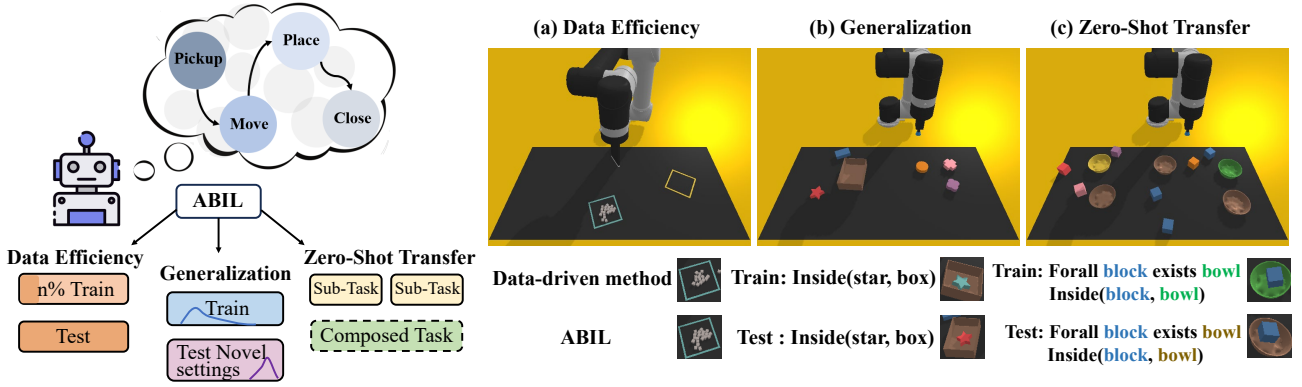 Pickup
Place
Move
Close
ABIL
Data Efficiency
n% Train
Test
Generalization
Train
Test Novel
settings
Zero-Shot Transfer
Sub-Task Sub-Task
Composed Task
(a) Data Efficiency
Data-driven method
ABIL
(b) Generalization
Train: Inside(star, box)
Test : Inside(star, box)
(c) Zero-Shot Transfer
Train: Forall block exists bowl
Inside(block, bowl)
Test: Forall block exists bowl
Inside(block, bowl)